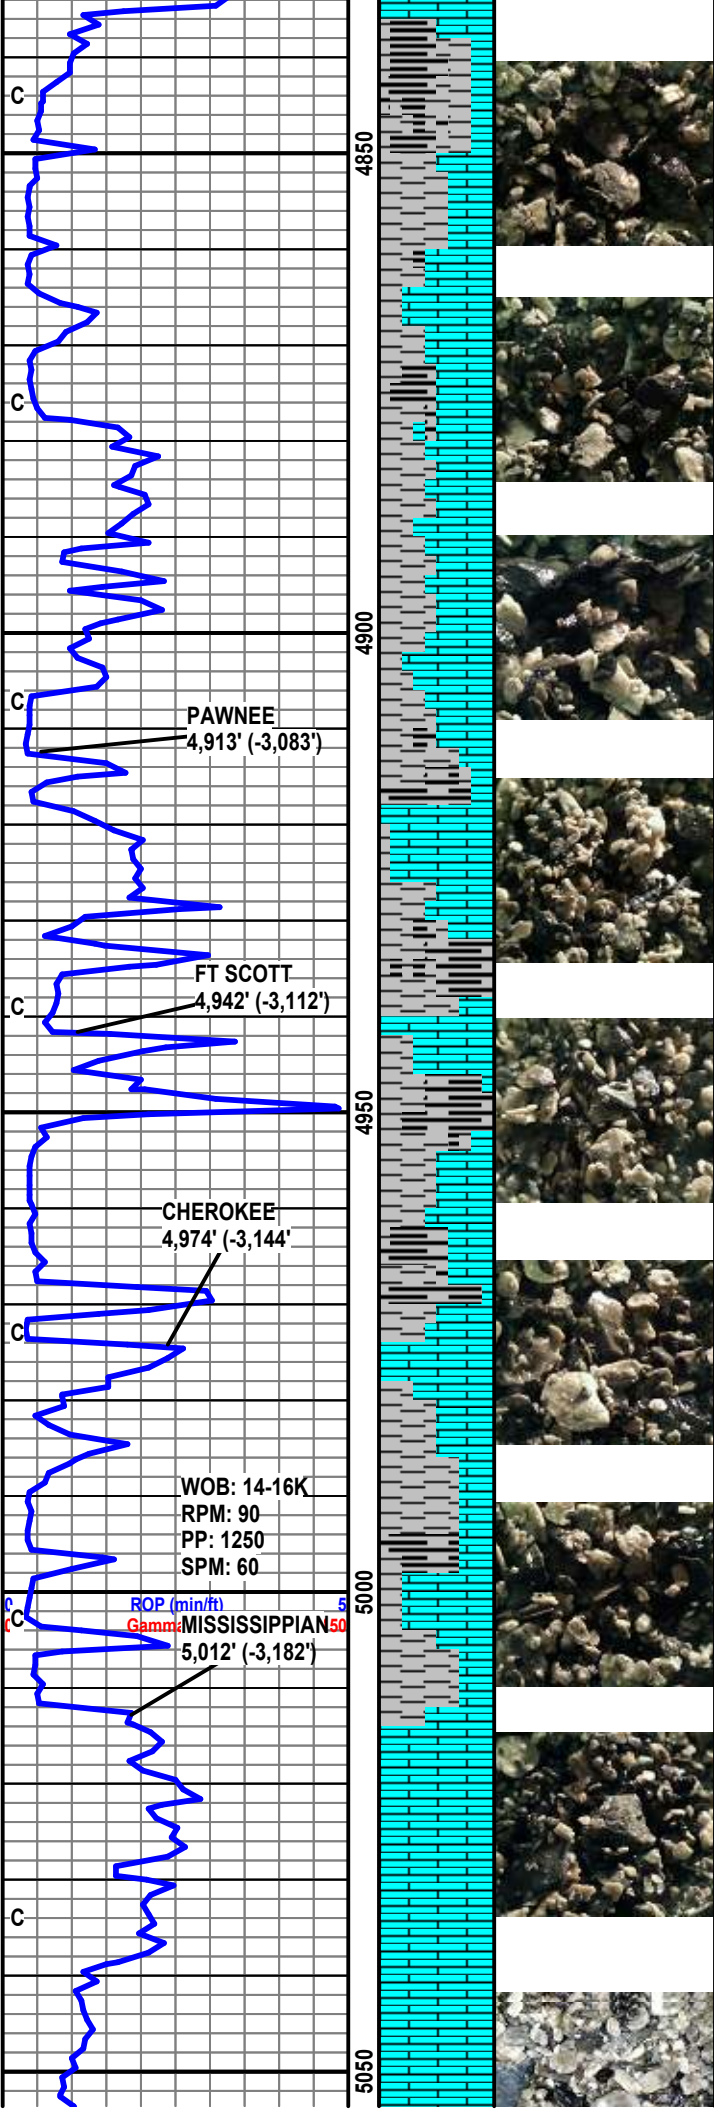 C
4850
C
4900
C
PAWNEE
4,913' (-3,083')
FT SCOTT
4,942' (-3,112')
C
4950
CHEROKEE
4,974' (-3,144'
C
WOB: 14-16K
RPM: 90
PP: 1250
SPM: 60
5000
0 ROP (min/ft) 5
C
MISSISSIPPIAN
5,012' (-3,182')
C
5050